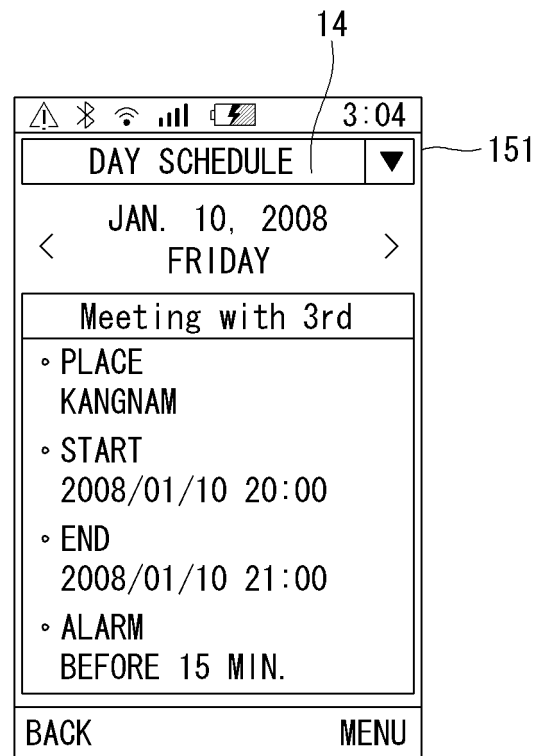 14
3:04
DAY SCHEDULE ▼
151
JAN. 10, 2008
< FRIDAY >
Meeting with 3rd
∘ PLACE
KANGNAM
∘ START
2008/01/10 20:00
∘ END
2008/01/10 21:00
∘ ALARM
BEFORE 15 MIN.
BACK MENU